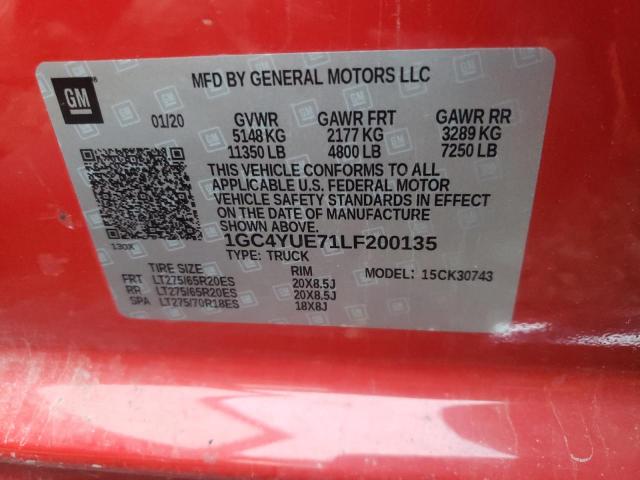 GM
MFD BY GENERAL MOTORS LLC
01/20 GVWR GAWR FRT GAWR RR
5148 KG 2177 KG 3289 KG
11350 LB 4800 LB 7250 LB
THIS VEHICLE CONFORMS TO ALL
APPLICABLE U.S. FEDERAL MOTOR
VEHICLE SAFETY STANDARDS IN EFFECT
ON THE DATE OF MANUFACTURE
SHOWN ABOVE.
130X 1GC4YUE71LF200135
TYPE: TRUCK MODEL: 15CK30743
TIRE SIZE RIM
FRT LT275/65R20ES 20X8.5J
RR LT275/65R20ES 20X8.5J
SPA LT275/70R18ES 18X8J